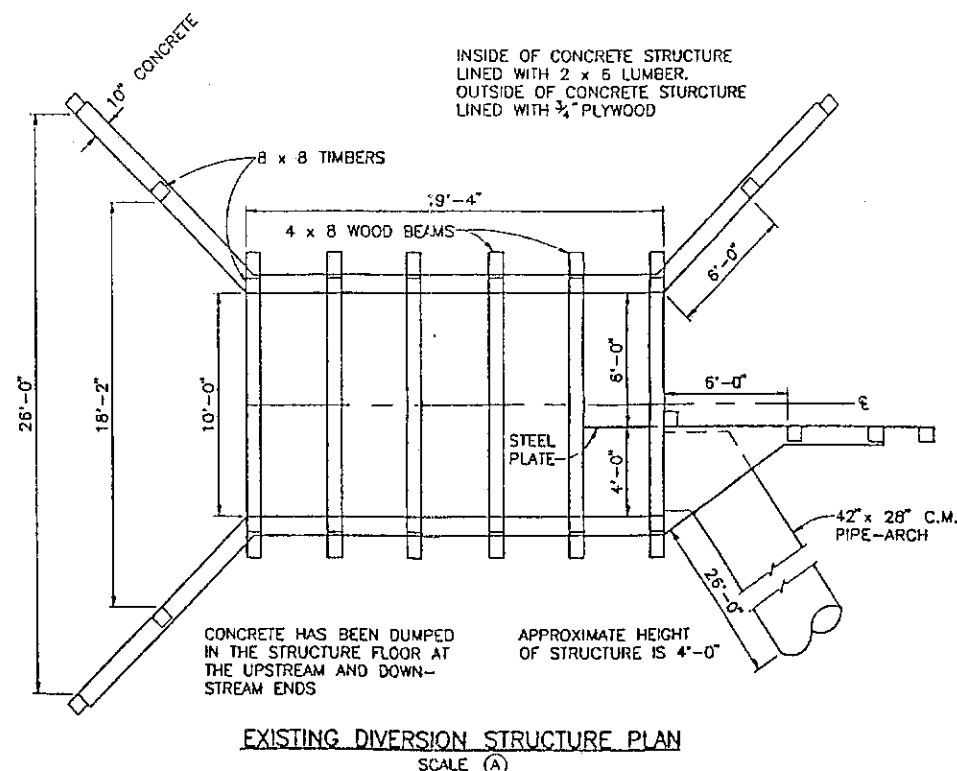 10" CONCRETE
INSIDE OF CONCRETE STRUCTURE
LINED WITH 2 x 6 LUMBER.
OUTSIDE OF CONCRETE STURCTURE
LINED WITH 3/4" PLYWOOD
8 x 8 TIMBERS
19'-4"
4 x 8 WOOD BEAMS
6'-0"
26'-0"
18'-2"
10'-0"
6'-0"
6'-0"
℄
STEEL
PLATE
4'-0"
42" x 28" C.M.
PIPE-ARCH
26'-0"
CONCRETE HAS BEEN DUMPED
IN THE STRUCTURE FLOOR AT
THE UPSTREAM AND DOWN-
STREAM ENDS
APPROXIMATE HEIGHT
OF STRUCTURE IS 4'-0"
EXISTING DIVERSION STRUCTURE PLAN
SCALE A